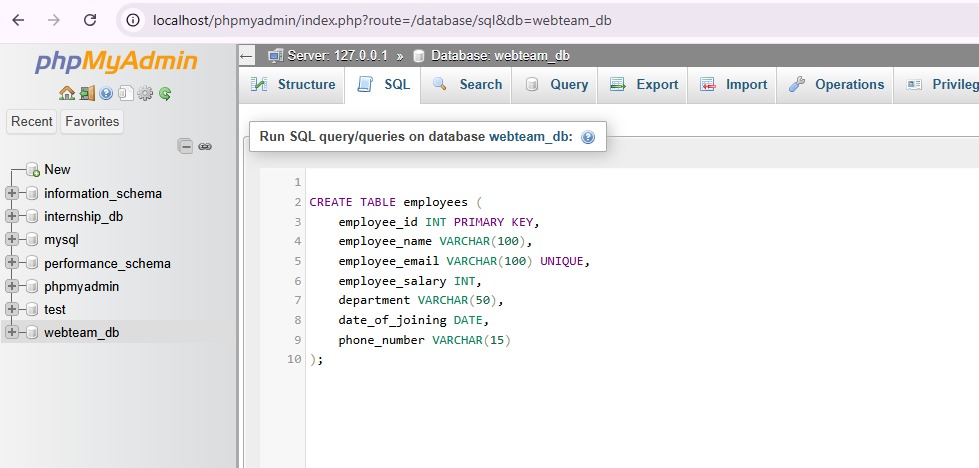 localhost/phpmyadmin/index.php?route=/database/sql&db=webteam_db
phpMyAdmin
Recent Favorites
New
information_schema
internship_db
mysql
performance_schema
phpmyadmin
test
webteam_db
Server: 127.0.0.1 » Database: webteam_db
Structure SQL Search Query Export Import Operations Privileg
Run SQL query/queries on database webteam_db:
1
2 CREATE TABLE employees (
3 employee_id INT PRIMARY KEY,
4 employee_name VARCHAR(100),
5 employee_email VARCHAR(100) UNIQUE,
6 employee_salary INT,
7 department VARCHAR(50),
8 date_of_joining DATE,
9 phone_number VARCHAR(15)
10 );